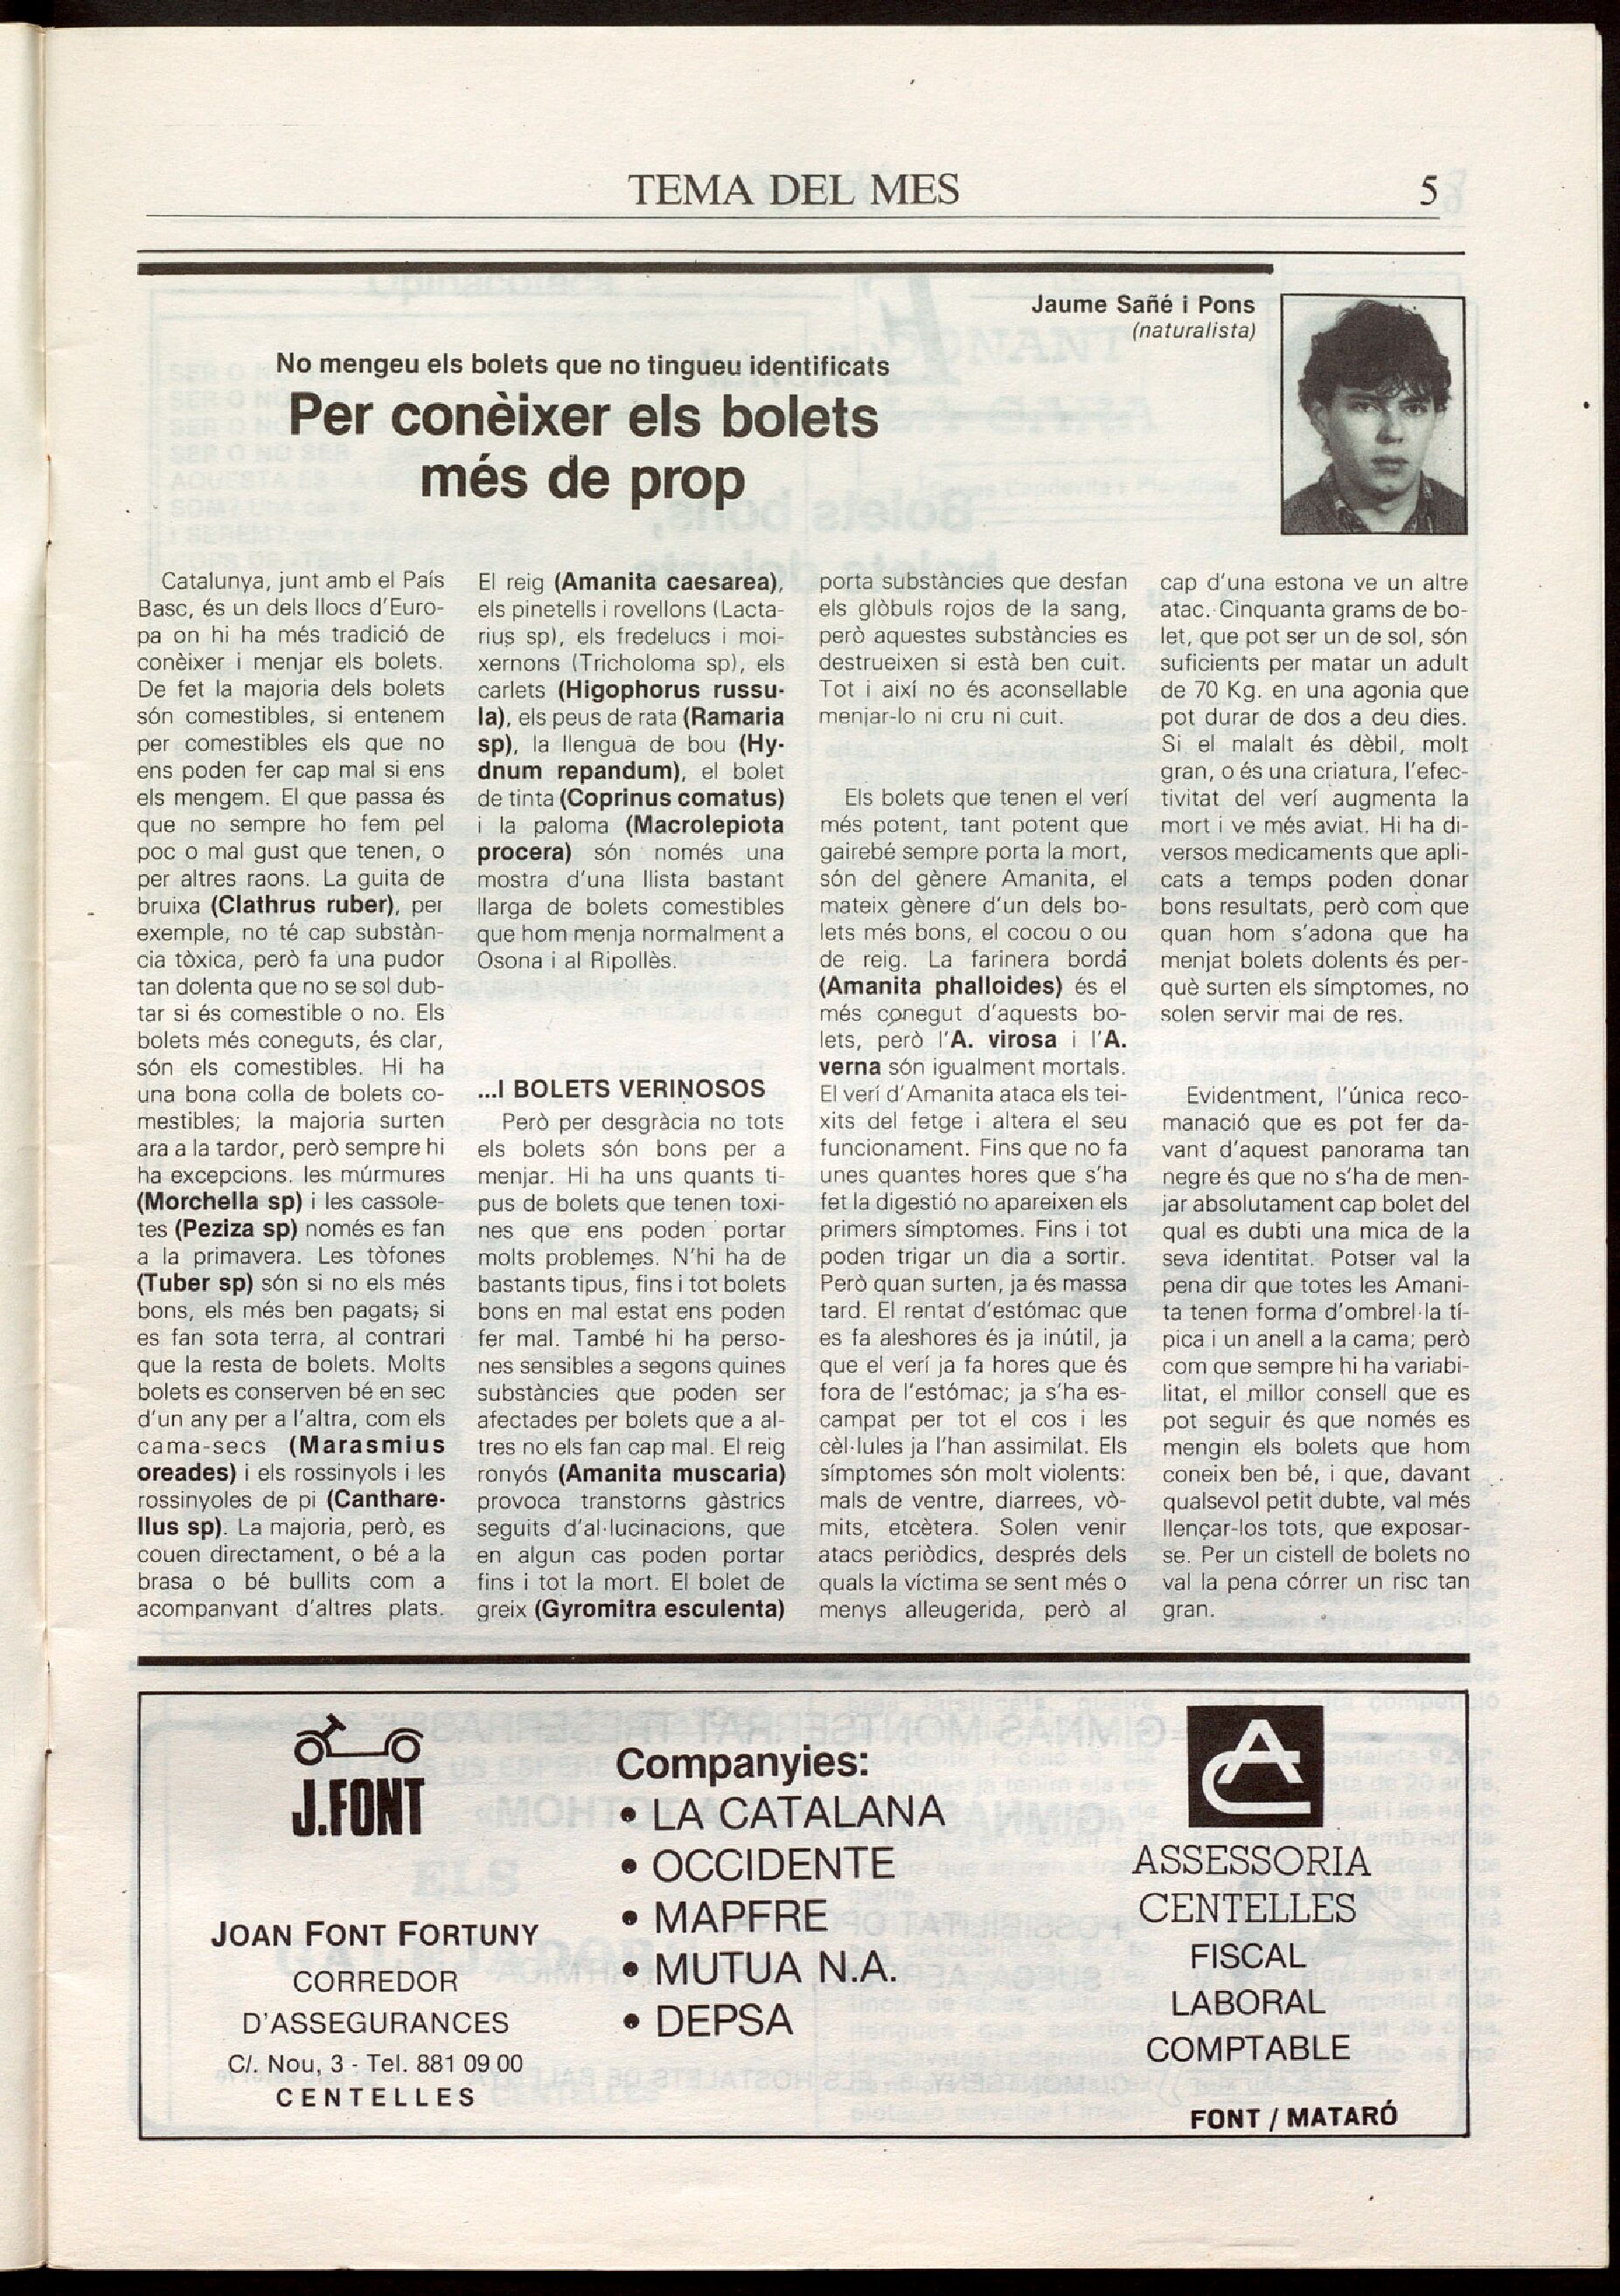 TEMA DEL MES
5
Jaume Sañé i Pons
(naturalista)
No mengeu els bolets que no tingueu identificats
Per conèixer els bolets
més de prop
Catalunya, junt amb el País
Basc, és un dels llocs d'Euro-
pa on hi ha més tradició de
conèixer i menjar els bolets.
De fet la majoria dels bolets
són comestibles, si entenem
per comestibles els que no
ens poden fer cap mal si ens
els mengem. El que passa és
que no sempre ho fem pel
poc o mal gust que tenen, o
per altres raons. La guita de
bruixa (Clathrus ruber), per
exemple, no té cap substàn-
cia tòxica, però fa una pudor
tan dolenta que no se sol dub-
tar si és comestible o no. Els
bolets més coneguts, és clar,
són els comestibles. Hi ha
una bona colla de bolets co-
mestibles; la majoria surten
ara a la tardor, però sempre hi
ha excepcions. les múrmures
(Morchella sp) i les cassole-
tes (Peziza sp) només es fan
a la primavera. Les tòfones
(Tuber sp) són si no els més
bons, els més ben pagats; si
es fan sota terra, al contrari
que la resta de bolets. Molts
bolets es conserven bé en sec
d'un any per a l'altra, com els
cama-secs (Marasmius
oreades) i els rossinyols i les
rossinyoles de pi (Canthare-
llus sp). La majoria, però, es
couen directament, o bé a la
brasa o bé bullits com a
acompanyant d'altres plats.
El reig (Amanita caesarea),
els pinetells i rovellons (Lacta-
rius sp), els fredelucs i moi-
xernons (Tricholoma sp), els
carlets (Higophorus russu-
la), els peus de rata (Ramaria
sp), la llengua de bou (Hy-
dnum repandum), el bolet
de tinta (Coprinus comatus)
i la paloma (Macrolepiota
procera) són només una
mostra d'una llista bastant
llarga de bolets comestibles
que hom menja normalment a
Osona i al Ripollès.
...I BOLETS VERINOSOS
Però per desgràcia no tots
els bolets són bons per a
menjar. Hi ha uns quants ti-
pus de bolets que tenen toxi-
nes que ens poden portar
molts problemes. N'hi ha de
bastants tipus, fins i tot bolets
bons en mal estat ens poden
fer mal. També hi ha perso-
nes sensibles a segons quines
substàncies que poden ser
afectades per bolets que a al-
tres no els fan cap mal. El reig
ronyós (Amanita muscaria)
provoca transtorns gàstrics
seguits d'al·lucinacions, que
en algun cas poden portar
fins i tot la mort. El bolet de
greix (Gyromitra esculenta)
porta substàncies que desfan
els glòbuls rojos de la sang,
però aquestes substàncies es
destrueixen si està ben cuit.
Tot i així no és aconsellable
menjar-lo ni cru ni cuit.
Els bolets que tenen el verí
més potent, tant potent que
gairebé sempre porta la mort,
són del gènere Amanita, el
mateix gènere d'un dels bo-
lets més bons, el cocou o ou
de reig. La farinera bordá
(Amanita phalloides) és el
més conegut d'aquests bo-
lets, però l'A. virosa i l'A.
verna són igualment mortals.
El verí d'Amanita ataca els tei-
xits del fetge i altera el seu
funcionament. Fins que no fa
unes quantes hores que s'ha
fet la digestió no apareixen els
primers símptomes. Fins i tot
poden trigar un dia a sortir.
Però quan surten, ja és massa
tard. El rentat d'estómac que
es fa aleshores és ja inútil, ja
que el verí ja fa hores que és
fora de l'estómac; ja s'ha es-
campat per tot el cos i les
cèl·lules ja l'han assimilat. Els
símptomes són molt violents:
mals de ventre, diarrees, vò-
mits, etcètera. Solen venir
atacs periòdics, després dels
quals la víctima se sent més o
menys alleugerida, però al
cap d'una estona ve un altre
atac. Cinquanta grams de bo-
let, que pot ser un de sol, són
suficients per matar un adult
de 70 Kg. en una agonia que
pot durar de dos a deu dies.
Si el malalt és dèbil, molt
gran, o és una criatura, l'efec-
tivitat del verí augmenta la
mort i ve més aviat. Hi ha di-
versos medicaments que apli-
cats a temps poden donar
bons resultats, però com que
quan hom s'adona que ha
menjat bolets dolents és per-
què surten els símptomes, no
solen servir mai de res.
Evidentment, l'única reco-
manació que es pot fer da-
vant d'aquest panorama tan
negre és que no s'ha de men-
jar absolutament cap bolet del
qual es dubti una mica de la
seva identitat. Potser val la
pena dir que totes les Amani-
ta tenen forma d'ombrel·la tí-
pica i un anell a la cama; però
com que sempre hi ha variabi-
litat, el millor consell que es
pot seguir és que només es
mengin els bolets que hom
coneix ben bé, i que, davant
qualsevol petit dubte, val més
llençar-los tots, que exposar-
se. Per un cistell de bolets no
val la pena córrer un risc tan
gran.
J.FONT
JOAN FONT FORTUNY
CORREDOR
D'ASSEGURANCES
C/. Nou, 3 - Tel. 881 09 00
CENTELLES
Companyies:
• LA CATALANA
• OCCIDENTE
• MAPFRE
• MUTUA N.A.
• DEPSA
AC
ASSESSORIA
CENTELLES
FISCAL
LABORAL
COMPTABLE
FONT / MATARÓ